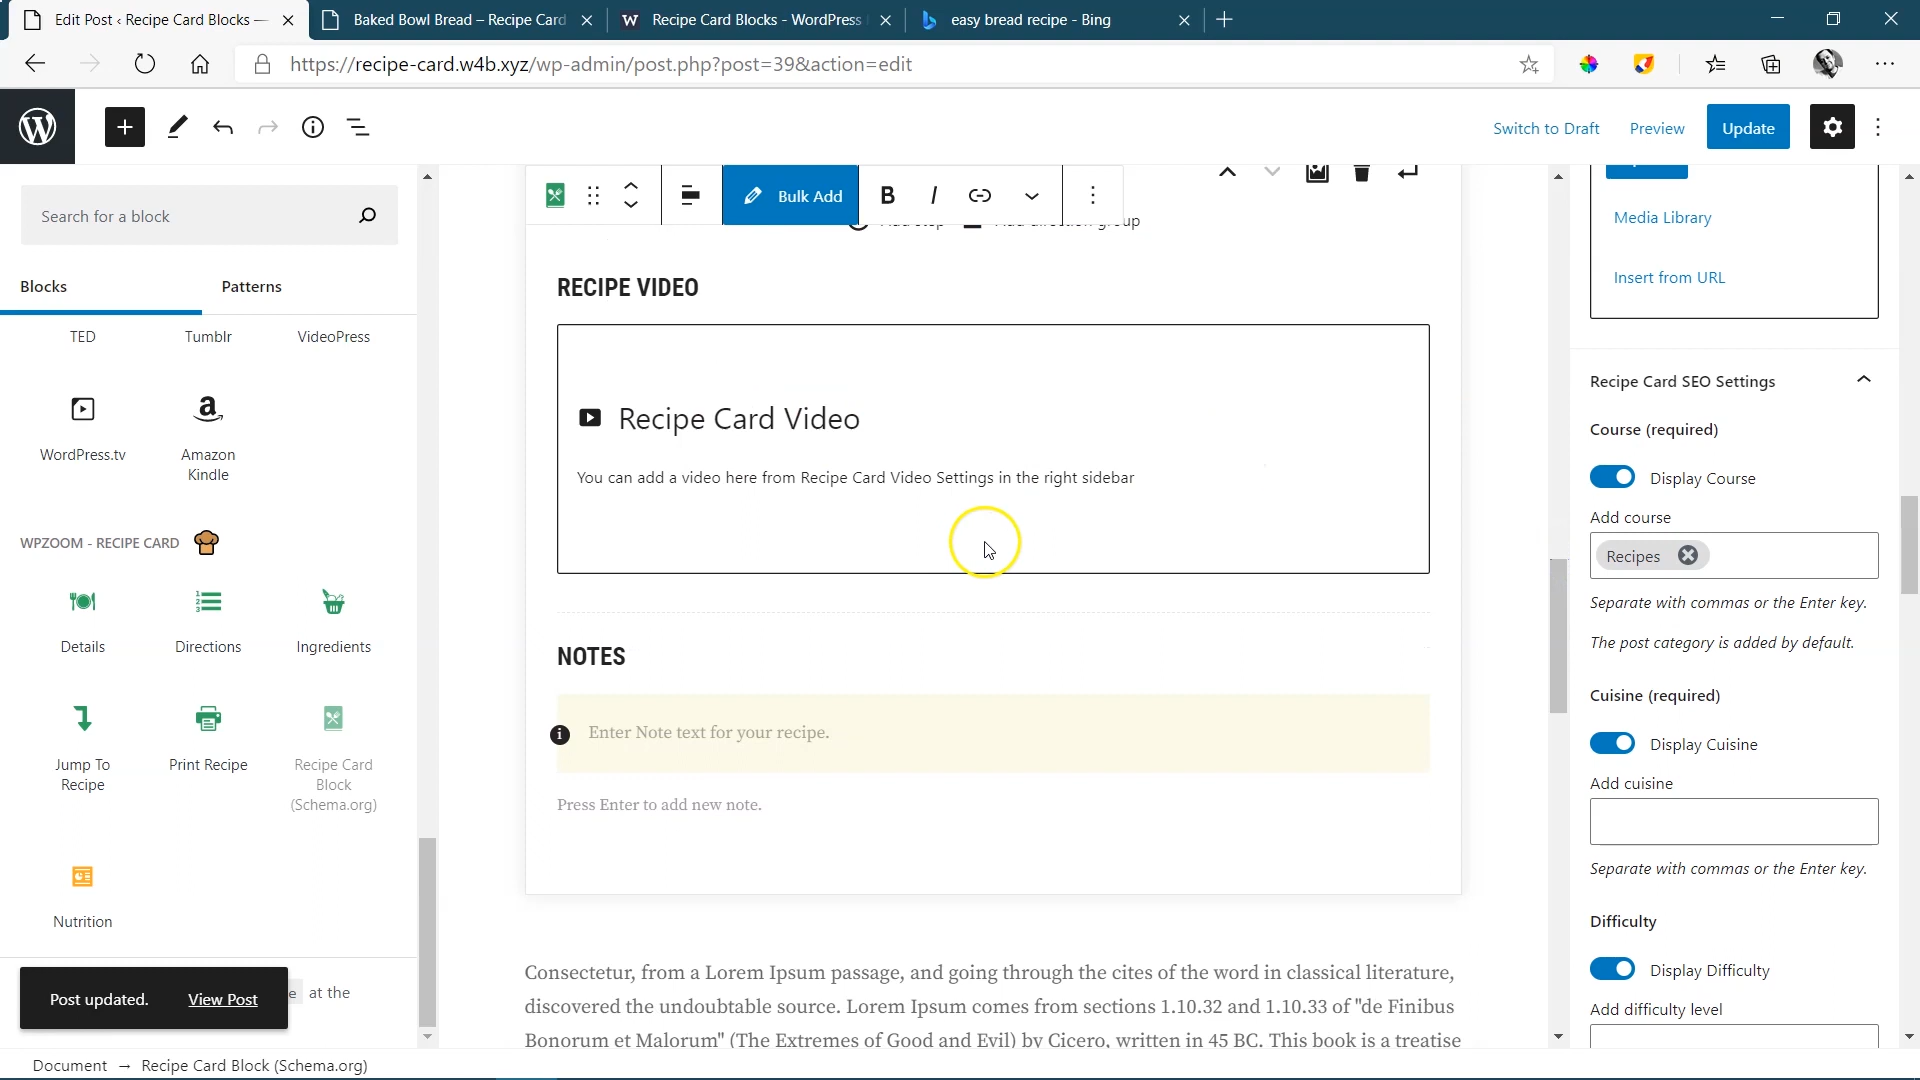 Edit Post ‹ Recipe Card Blocks —
Baked Bowl Bread – Recipe Card
Recipe Card Blocks - WordPress
easy bread recipe - Bing
https://recipe-card.w4b.xyz/wp-admin/post.php?post=39&action=edit
Switch to Draft
Preview
Update
Search for a block
Blocks
Patterns
TED
Tumblr
VideoPress
WordPress.tv
Amazon
Kindle
WPZOOM - RECIPE CARD
Details
Directions
Ingredients
Jump To
Recipe
Print Recipe
Recipe Card
Block
(Schema.org)
Nutrition
Post updated.
View Post
e at the
Bulk Add
Add step
Add direction group
RECIPE VIDEO
Recipe Card Video
You can add a video here from Recipe Card Video Settings in the right sidebar
NOTES
Enter Note text for your recipe.
Press Enter to add new note.
Consectetur, from a Lorem Ipsum passage, and going through the cites of the word in classical literature,
discovered the undoubtable source. Lorem Ipsum comes from sections 1.10.32 and 1.10.33 of "de Finibus
Bonorum et Malorum" (The Extremes of Good and Evil) by Cicero, written in 45 BC. This book is a treatise
Media Library
Insert from URL
Recipe Card SEO Settings
Course (required)
Display Course
Add course
Recipes
Separate with commas or the Enter key.
The post category is added by default.
Cuisine (required)
Display Cuisine
Add cuisine
Separate with commas or the Enter key.
Difficulty
Display Difficulty
Add difficulty level
Document → Recipe Card Block (Schema.org)